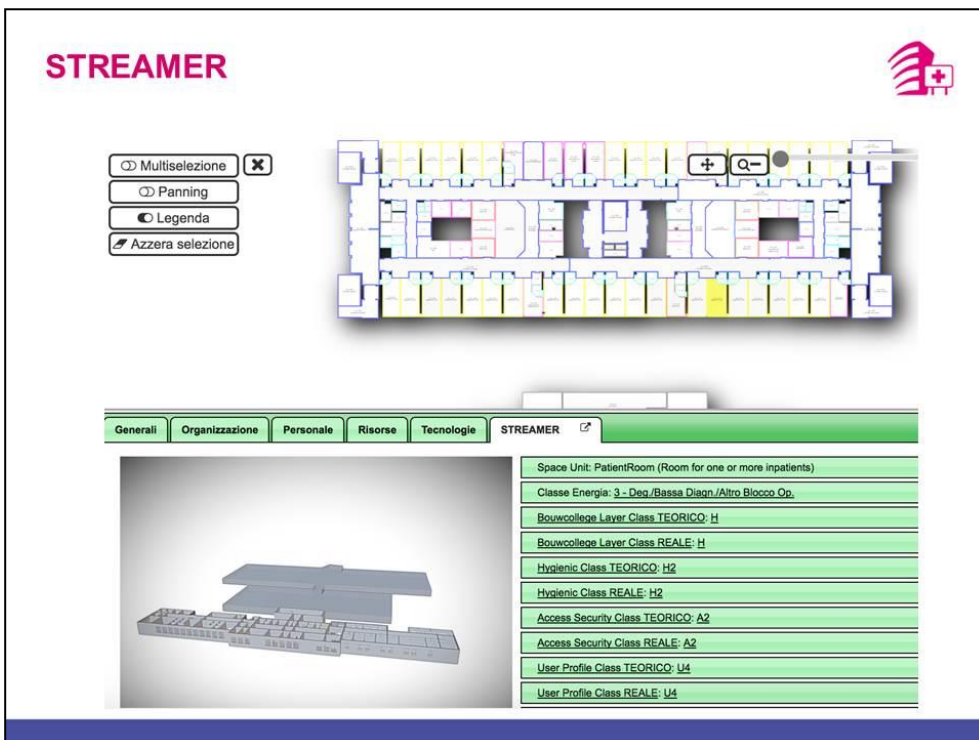 STREAMER
Multiselezione
Panning
Legenda
Azzera selezione
Generali
Organizzazione
Personale
Risorse
Tecnologie
STREAMER
Space Unit: PatientRoom (Room for one or more inpatients)
Classe Energia: 3 - Deg./Bassa Diagn./Altro Blocco Op.
Bouwcollege Layer Class TEORICO: H
Bouwcollege Layer Class REALE: H
Hygienic Class TEORICO: H2
Hygienic Class REALE: H2
Access Security Class TEORICO: A2
Access Security Class REALE: A2
User Profile Class TEORICO: U4
User Profile Class REALE: U4